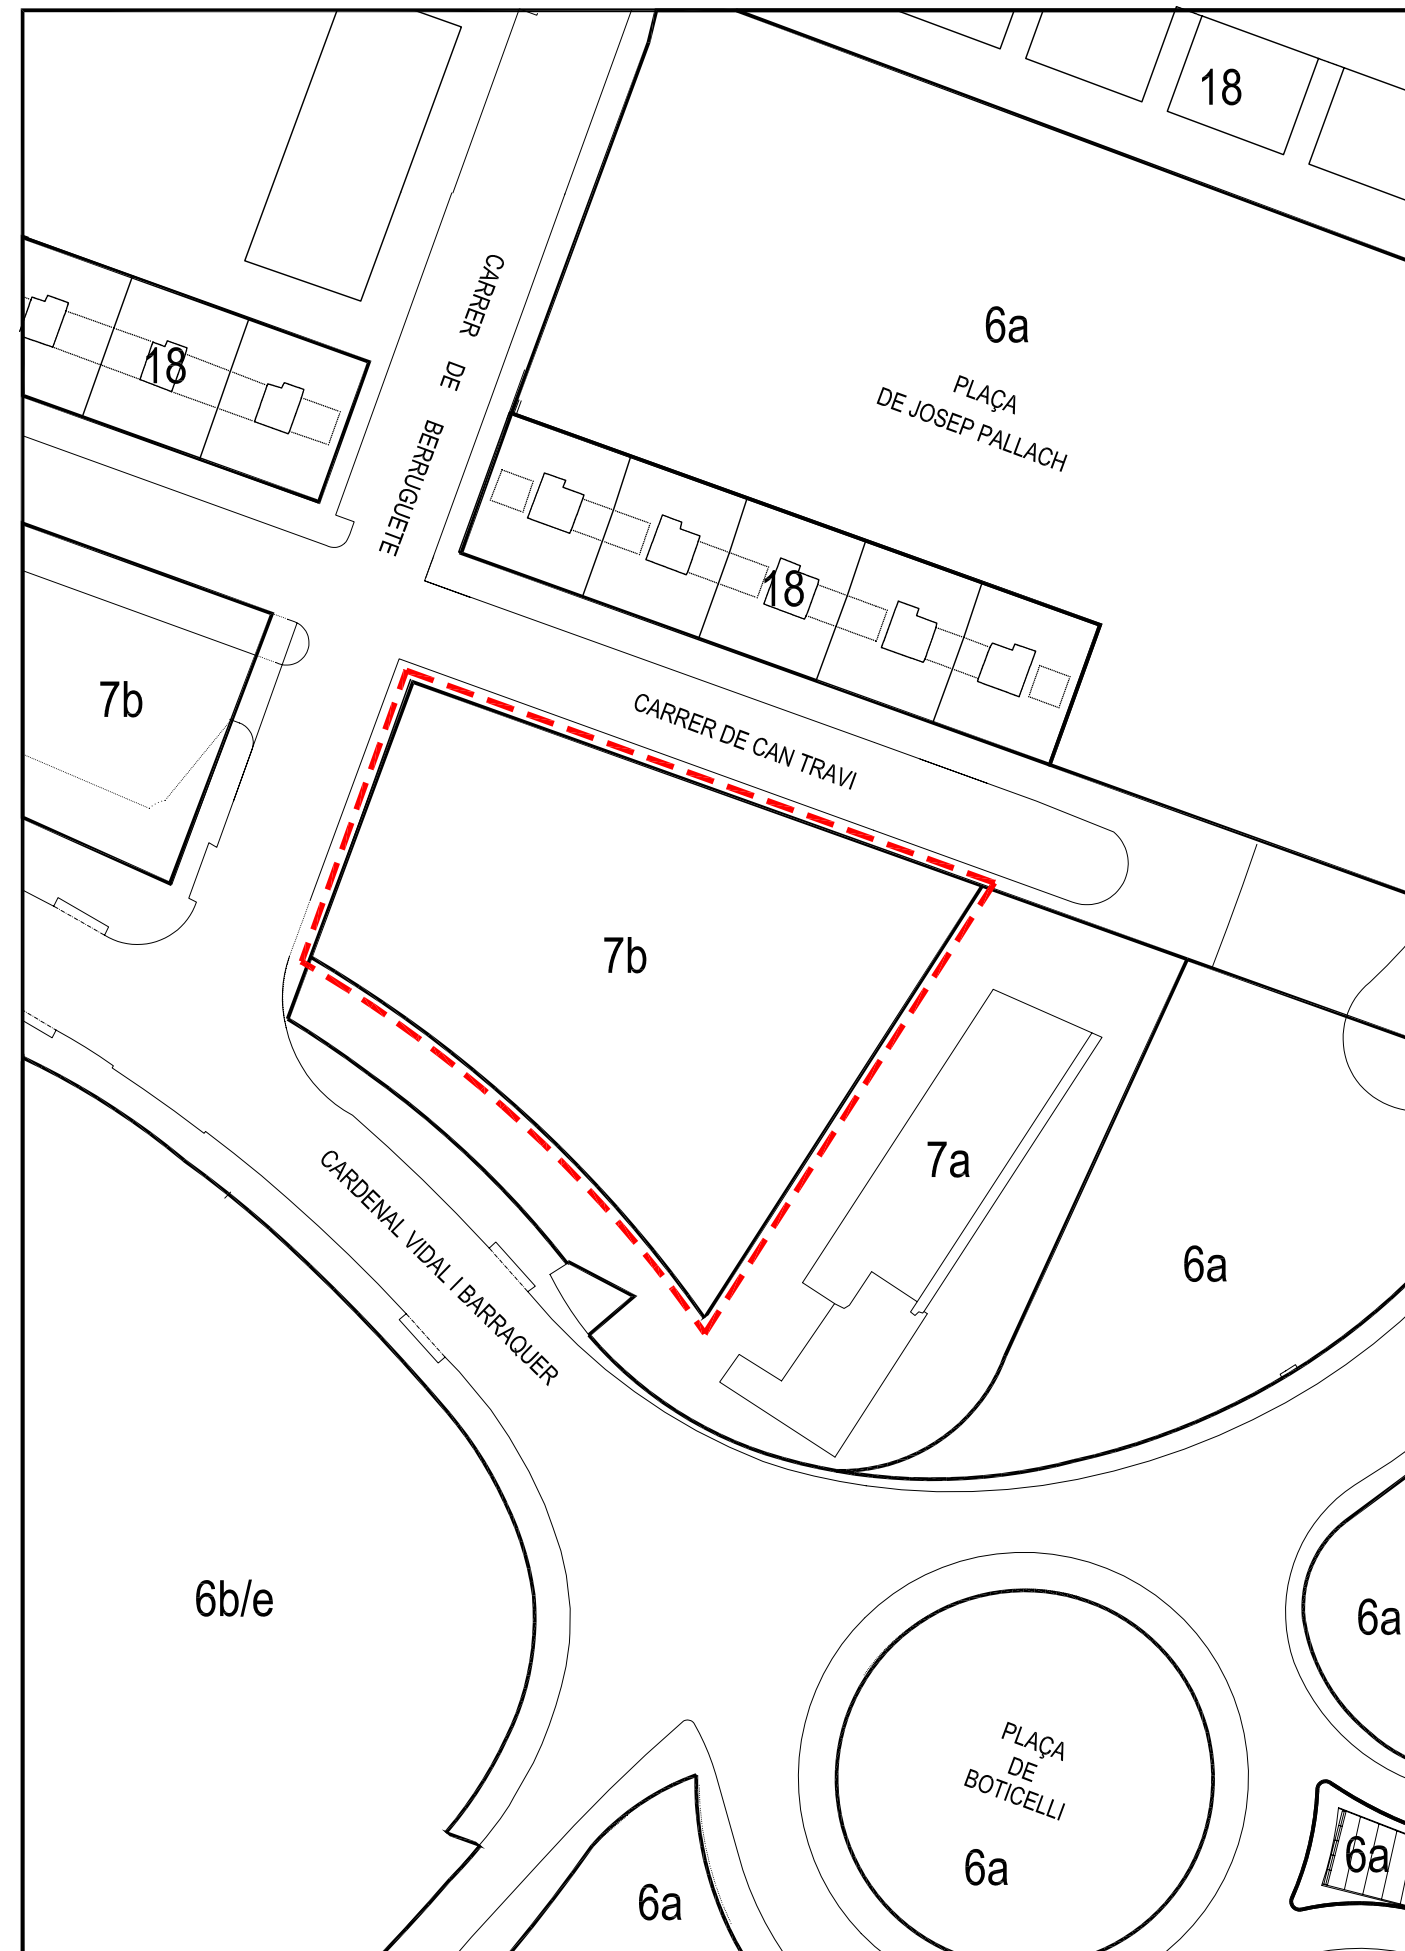 18
CARRER DE BERRUGUETE
6a
PLAÇA
DE JOSEP PALLACH
18
18
7b
CARRER DE CAN TRAVI
7b
7a
CARDENAL VIDAL I BARRAQUER
6a
6b/e
6a
PLAÇA
DE
BOTICELLI
6a
6a
6a